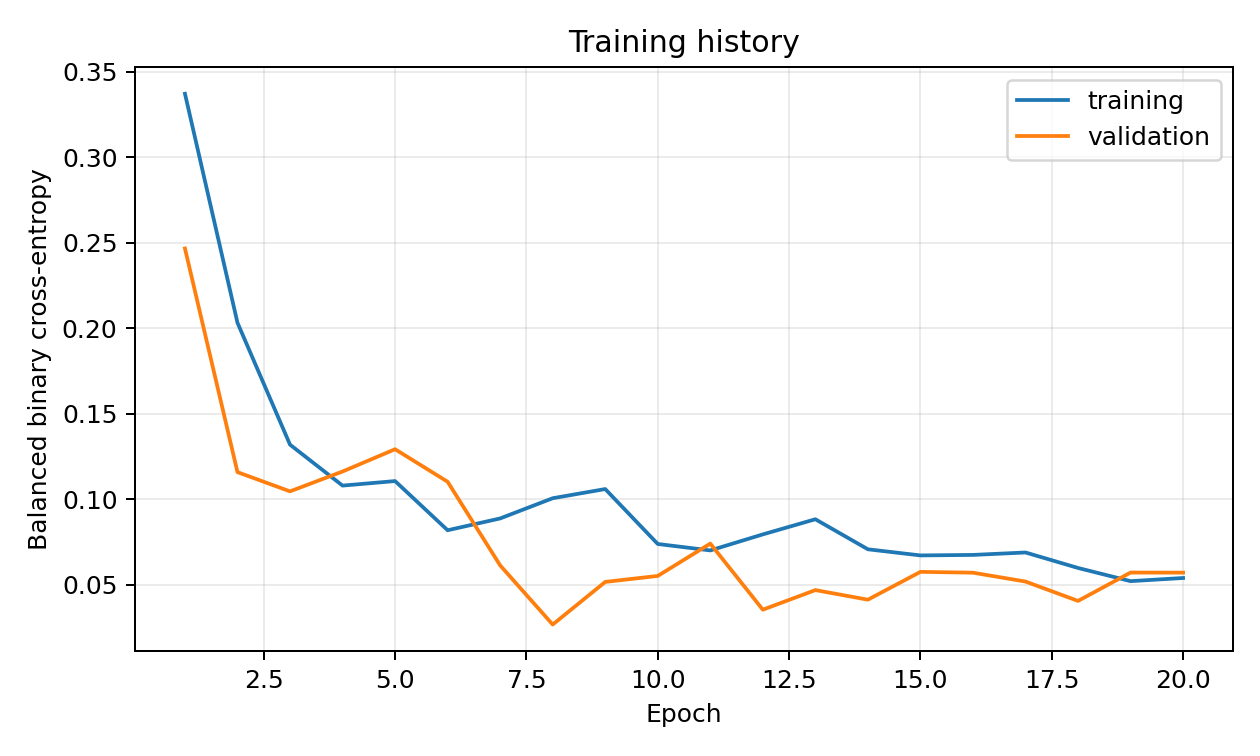 Training history
0.35
0.30
0.25
0.20
0.15
0.10
0.05
Balanced binary cross-entropy
training
validation
2.5 5.0 7.5 10.0 12.5 15.0 17.5 20.0
Epoch